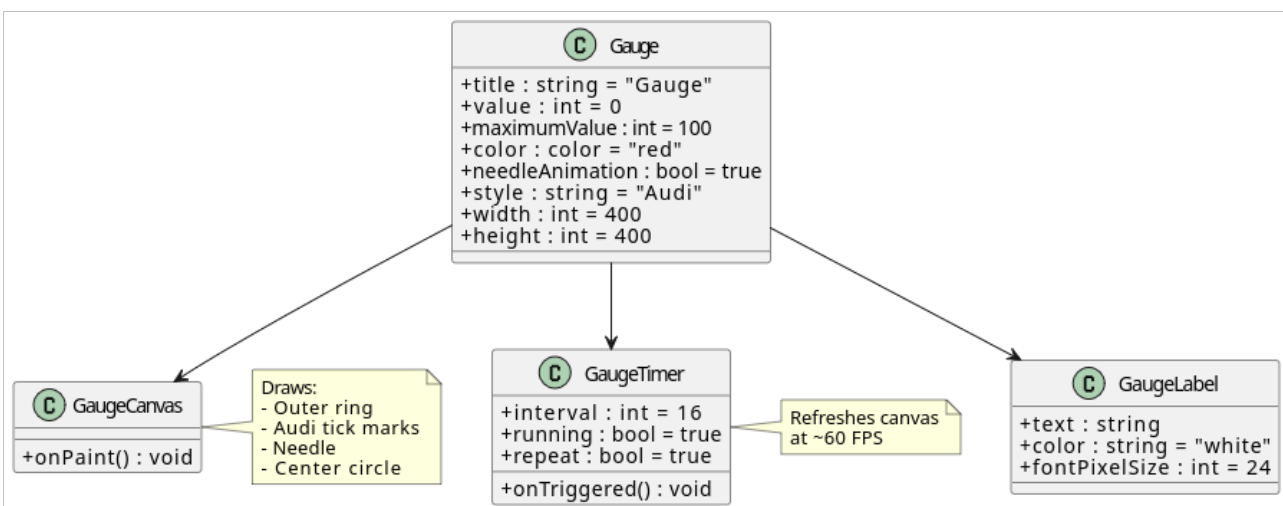 C Gauge
+title : string = "Gauge"
+value : int = 0
+maximumValue : int = 100
+color : color = "red"
+needleAnimation : bool = true
+style : string = "Audi"
+width : int = 400
+height : int = 400
C GaugeCanvas
+onPaint() : void
Draws:
- Outer ring
- Audi tick marks
- Needle
- Center circle
C GaugeTimer
+interval : int = 16
+running : bool = true
+repeat : bool = true
+onTriggered() : void
Refreshes canvas
at ~60 FPS
C GaugeLabel
+text : string
+color : string = "white"
+fontPixelSize : int = 24